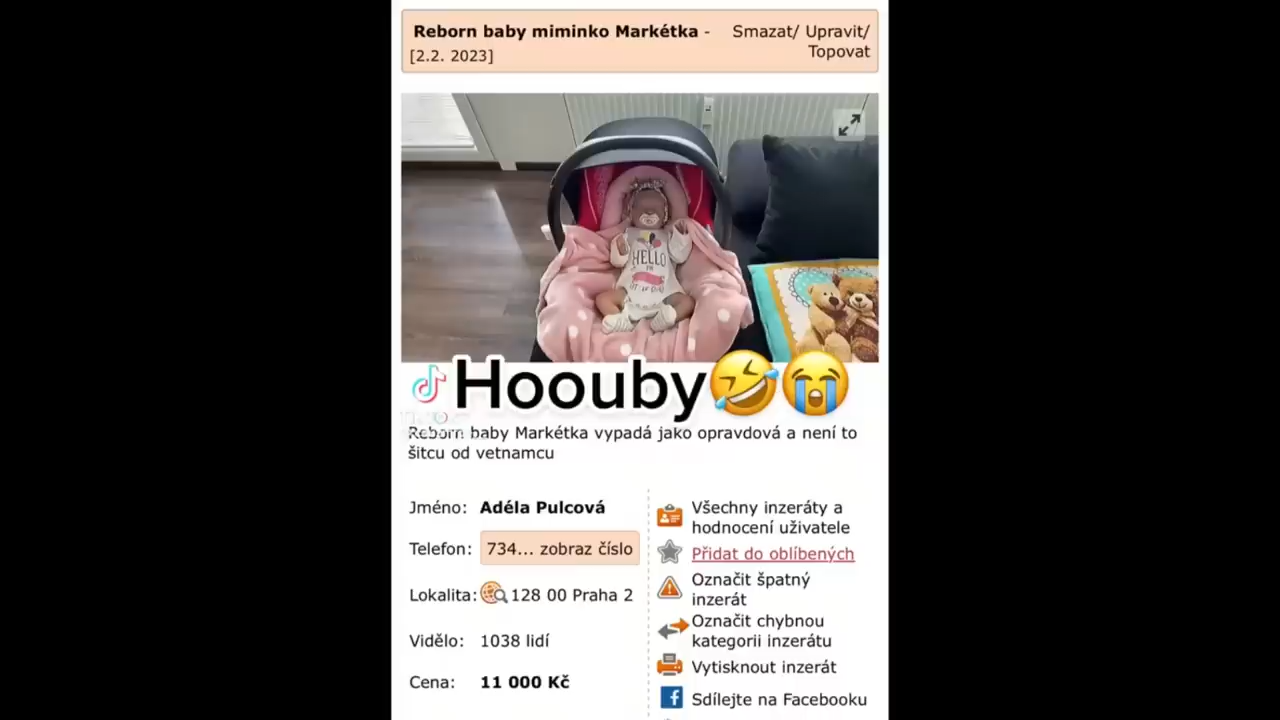 Reborn baby miminko Markétka -
[2.2. 2023]
Smazat/ Upravit/
Topovat
HELLO
Hoouby🤣😭
Reborn baby Markétka vypadá jako opravdová a není to
šitcu od vetnamcu
Jméno: Adéla Pulcová
Telefon: 734... zobraz číslo
Lokalita: 128 00 Praha 2
Vidělo: 1038 lidí
Cena: 11 000 Kč
Všechny inzeráty a
hodnocení uživatele
Přidat do oblíbených
Označit špatný
inzerát
Označit chybnou
kategorii inzerátu
Vytisknout inzerát
Sdílejte na Facebooku